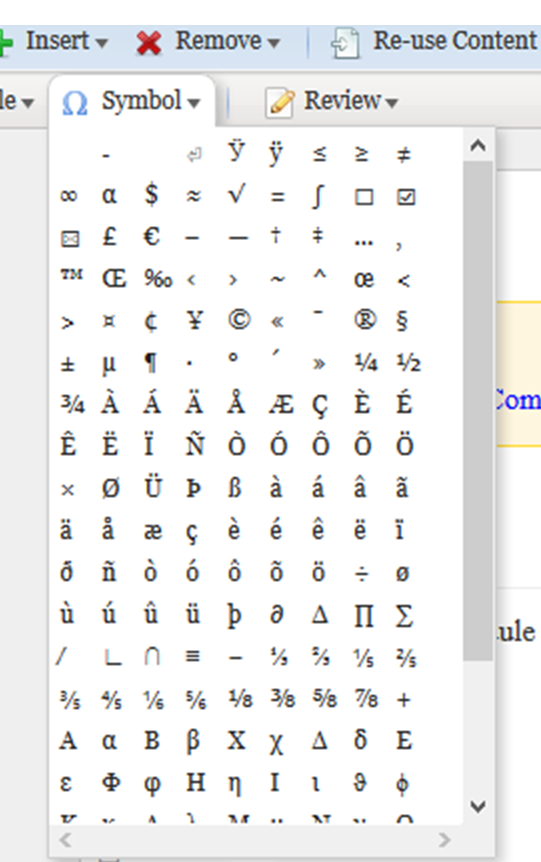 Insert Remove Re-use Content
le Symbol Review
- ⏎ Ÿ ÿ ≤ ≥ ≠
∞ α $ ≈ √ = ∫ ☐ ☑
☒ £ € – — † ‡ … ‚
™ Œ ‰ ‹ › ~ ^ œ <
> ¤ ¢ ¥ © « ¯ ® §
± µ ¶ · ° ´ » ¼ ½
¾ À Á Ä Å Æ Ç È É
Ê Ë Ï Ñ Ò Ó Ô Õ Ö
× Ø Ü Þ ß à á â ã
ä å æ ç è é ê ë ï
ð ñ ò ó ô õ ö ÷ ø
ù ú û ü þ ∂ ∆ ∏ ∑
∕ ∟ ∩ ≡ − ⅓ ⅔ ⅕ ⅖
⅗ ⅘ ⅙ ⅚ ⅛ ⅜ ⅝ ⅞ +
Α α Β β Χ χ Δ δ Ε
ε Φ φ Η η Ι ι ϑ ϕ
Com
ule